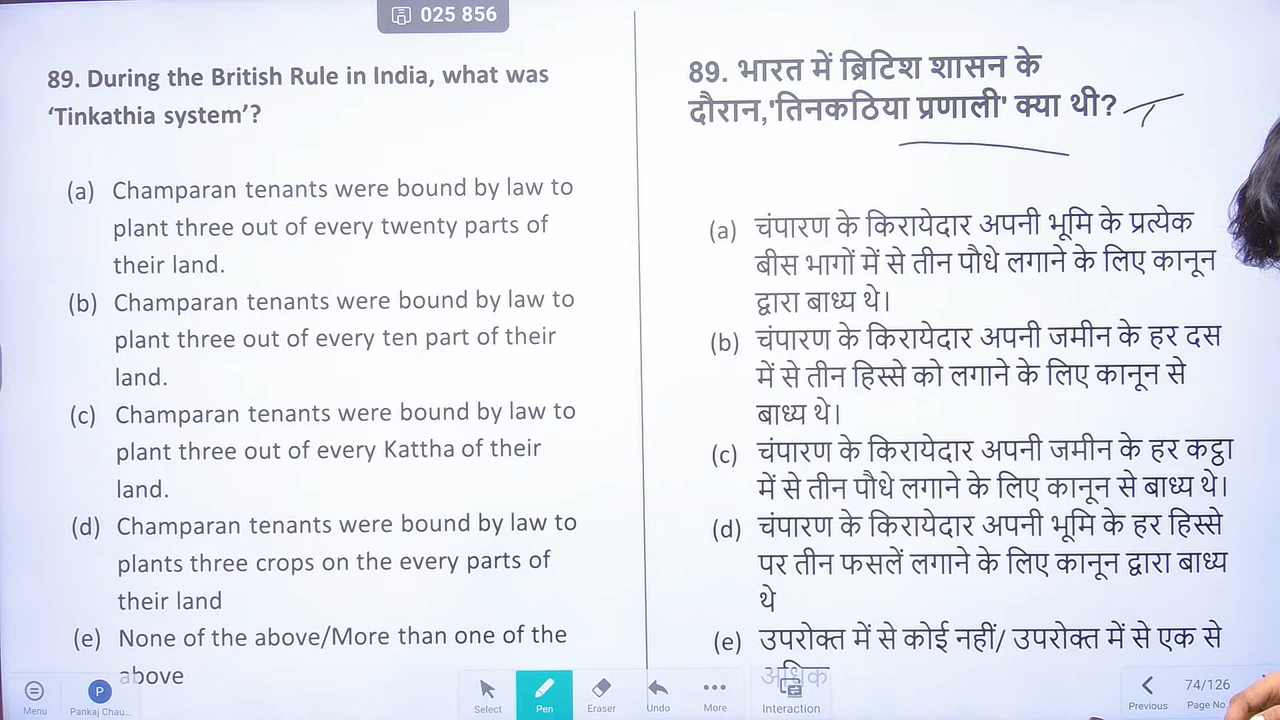 025 856
89. During the British Rule in India, what was
‘Tinkathia system’?
(a) Champaran tenants were bound by law to
plant three out of every twenty parts of
their land.
(b) Champaran tenants were bound by law to
plant three out of every ten part of their
land.
(c) Champaran tenants were bound by law to
plant three out of every Kattha of their
land.
(d) Champaran tenants were bound by law to
plants three crops on the every parts of
their land
(e) None of the above/More than one of the
above
89. भारत में ब्रिटिश शासन के
दौरान,'तिनकठिया प्रणाली' क्या थी?
(a) चंपारण के किरायेदार अपनी भूमि के प्रत्येक
बीस भागों में से तीन पौधे लगाने के लिए कानून
द्वारा बाध्य थे।
(b) चंपारण के किरायेदार अपनी जमीन के हर दस
में से तीन हिस्से को लगाने के लिए कानून से
बाध्य थे।
(c) चंपारण के किरायेदार अपनी जमीन के हर कट्ठा
में से तीन पौधे लगाने के लिए कानून से बाध्य थे।
(d) चंपारण के किरायेदार अपनी भूमि के हर हिस्से
पर तीन फसलें लगाने के लिए कानून द्वारा बाध्य
थे
(e) उपरोक्त में से कोई नहीं/ उपरोक्त में से एक से
अधिक
Menu
P
Pankaj Chau...
Select
Pen
Eraser
Undo
More
Interaction
Previous
74/126
Page No.